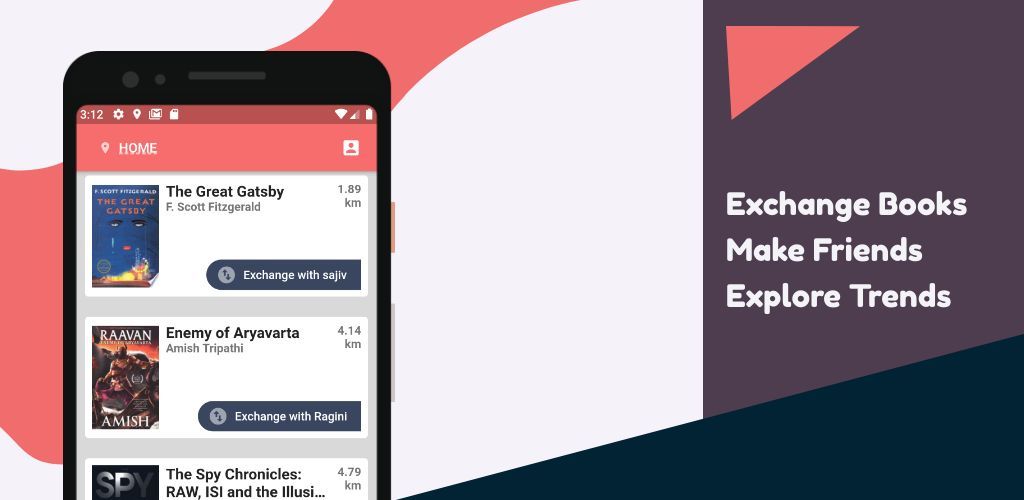 3:12
HOME
F. SCOTT FITZGERALD
THE GREAT
GATSBY
The Great Gatsby
F. Scott Fitzgerald
1.89
km
Exchange with sajiv
RAAVAN
ENEMY OF ARYAVARTA
AMISH
Enemy of Aryavarta
Amish Tripathi
4.14
km
Exchange with Ragini
SPY
The Spy Chronicles:
RAW, ISI and the Illusi...
4.79
km
Exchange Books
Make Friends
Explore Trends